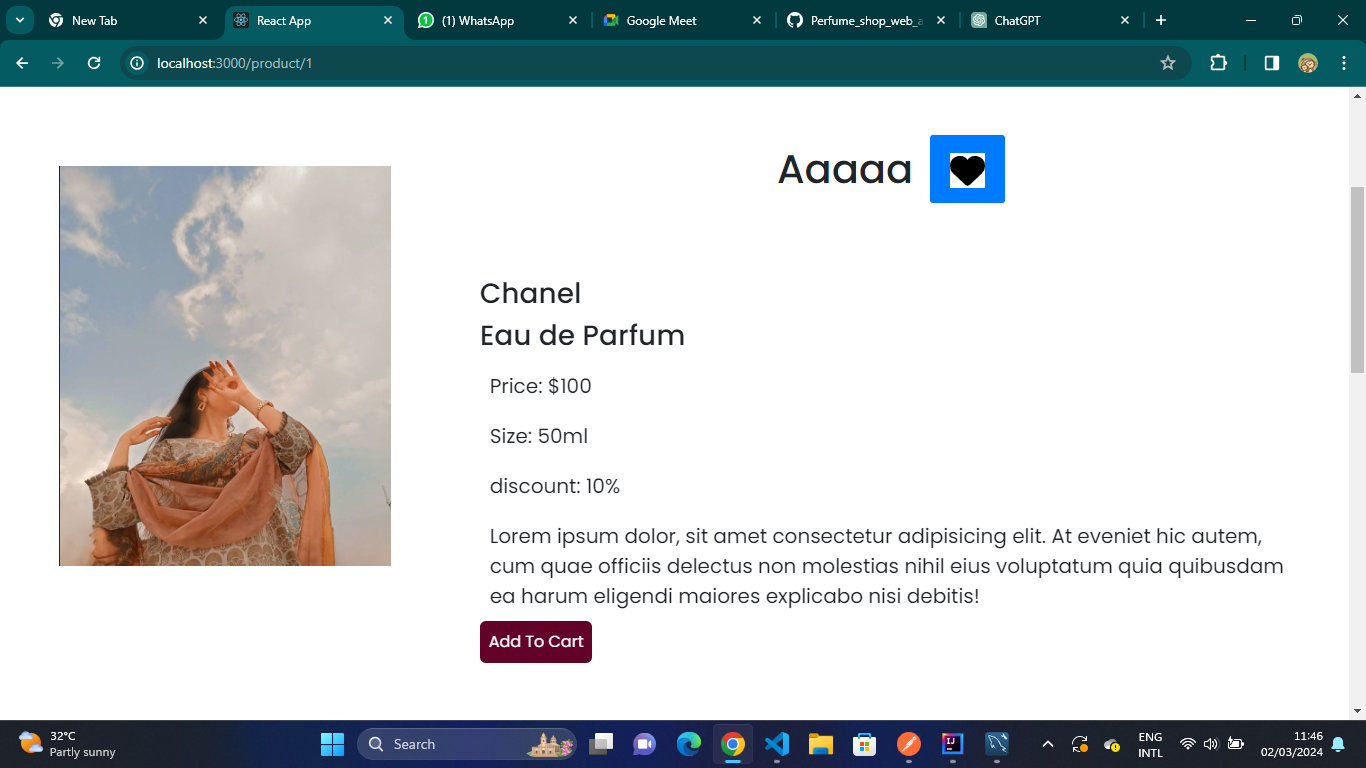 New Tab
React App
(1) WhatsApp
Google Meet
Perfume_shop_web_a
ChatGPT
localhost:3000/product/1
Aaaaa
Chanel
Eau de Parfum
Price: $100
Size: 50ml
discount: 10%
Lorem ipsum dolor, sit amet consectetur adipisicing elit. At eveniet hic autem,
cum quae officiis delectus non molestias nihil eius voluptatum quia quibusdam
ea harum eligendi maiores explicabo nisi debitis!
Add To Cart
32°C
Partly sunny
Search
ENG
INTL
11:46
02/03/2024